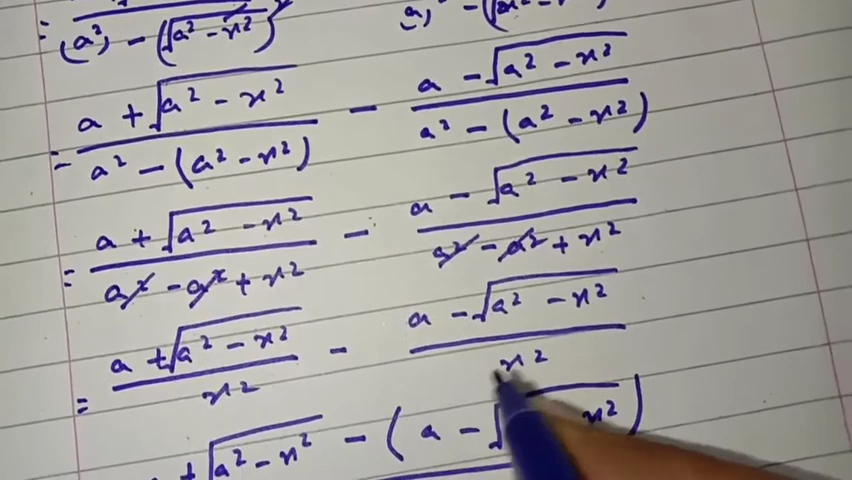 = (a²) - (√a² - x²)²
= a + √a² - x² / a² - (a² - x²) - a - √a² - x² / a² - (a² - x²)
= a + √a² - x² / a² - a² + x² - a - √a² - x² / a² - a² + x²
= a + √a² - x² / x² - a - √a² - x² / x²
+ √a² - x² - (a - √ x²)